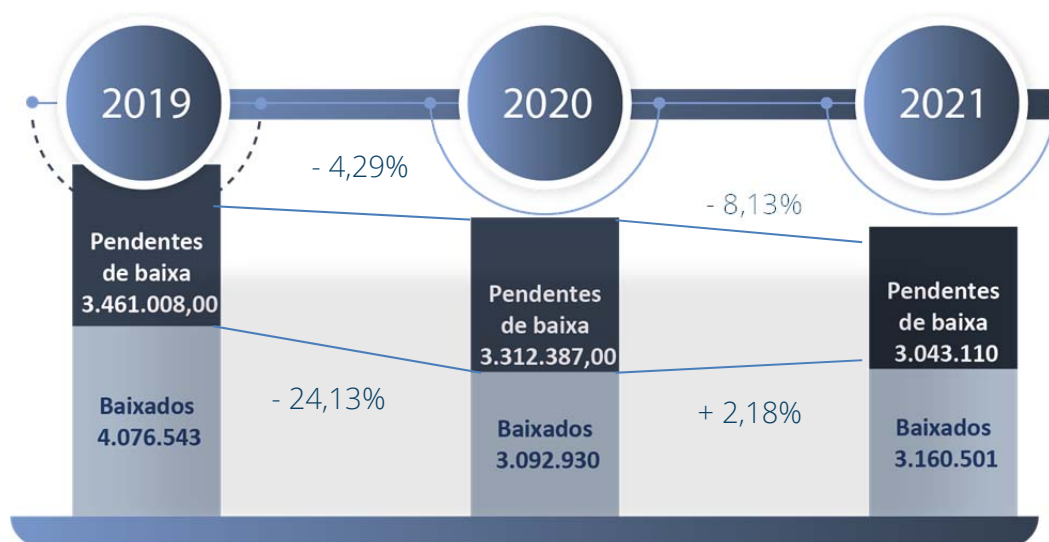 2019
2020
2021
- 4,29%
- 8,13%
Pendentes
de baixa
3.461.008,00
Pendentes
de baixa
3.312.387,00
Pendentes
de baixa
3.043.110
- 24,13%
+ 2,18%
Baixados
4.076.543
Baixados
3.092.930
Baixados
3.160.501